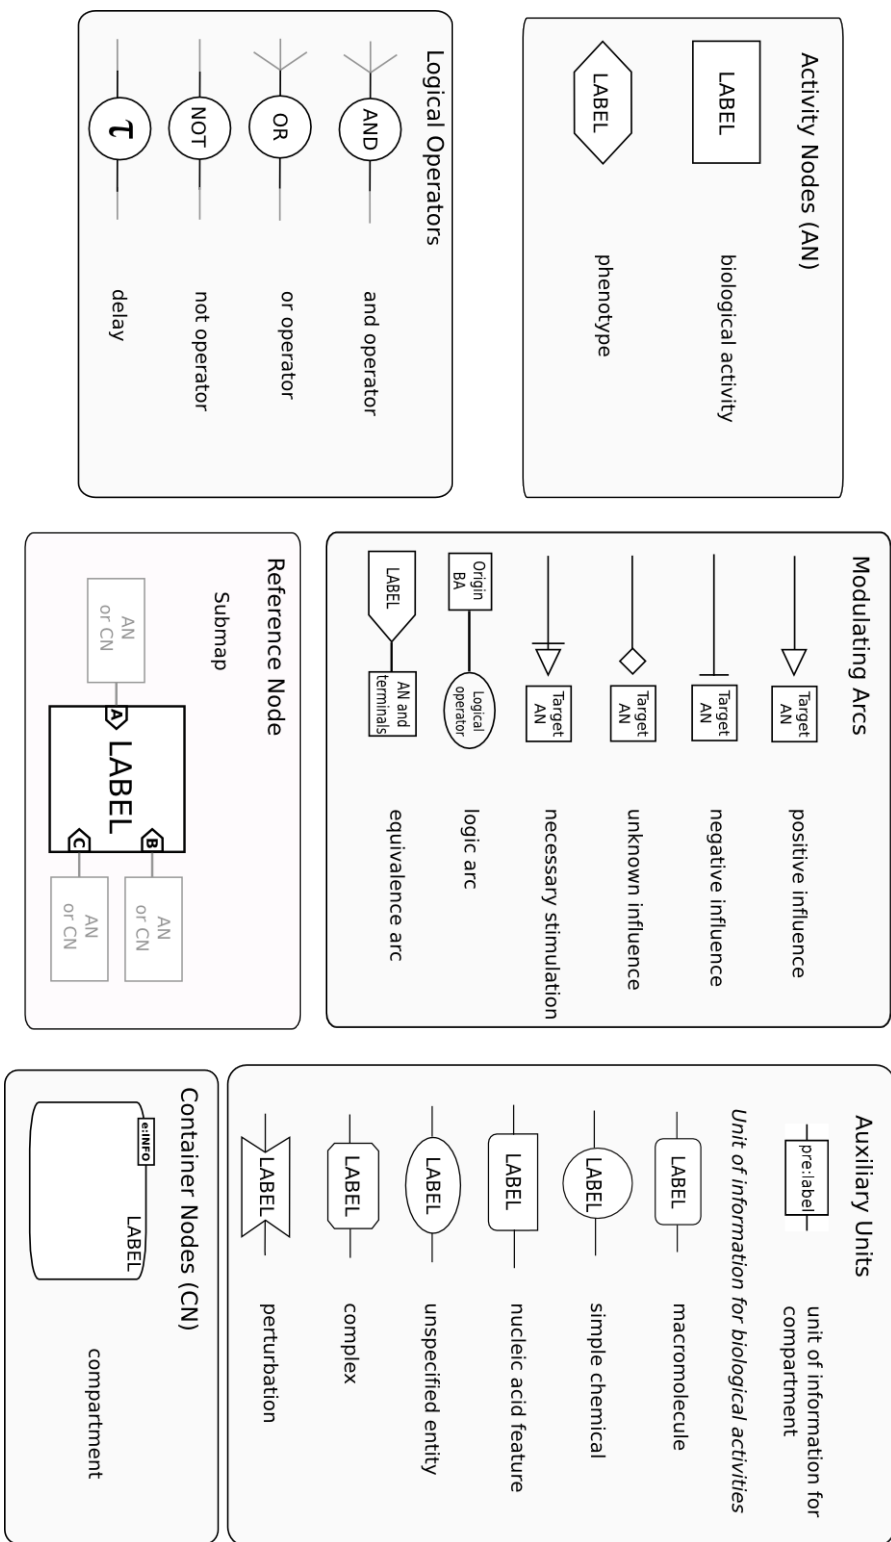 Activity Nodes (AN)
LABEL
biological activity
LABEL
phenotype
Logical Operators
AND
and operator
OR
or operator
NOT
not operator
τ
delay
Modulating Arcs
Target
AN
positive influence
Target
AN
negative influence
Target
AN
unknown influence
Target
AN
necessary stimulation
Origin
BA
Logical
operator
logic arc
LABEL
AN and
terminals
equivalence arc
Reference Node
Submap
AN
or CN
A
LABEL
B
C
AN
or CN
AN
or CN
Auxiliary Units
pre:label
unit of information for
compartment
Unit of information for biological activities
LABEL
macromolecule
LABEL
simple chemical
LABEL
nucleic acid feature
LABEL
unspecified entity
LABEL
complex
LABEL
perturbation
Container Nodes (CN)
e:INFO
LABEL
compartment